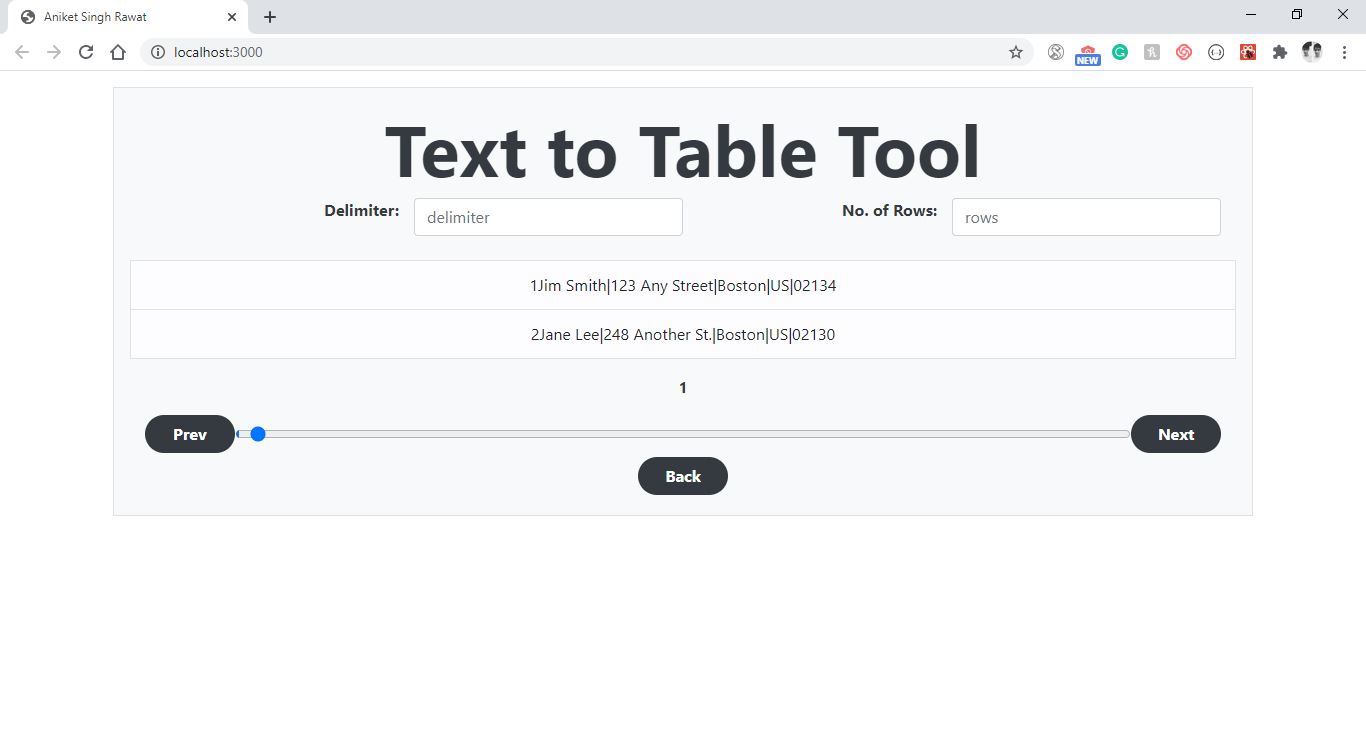 Aniket Singh Rawat
localhost:3000
NEW
Text to Table Tool
Delimiter: delimiter No. of Rows: rows
1Jim Smith|123 Any Street|Boston|US|02134
2Jane Lee|248 Another St.|Boston|US|02130
1
Prev Next
Back